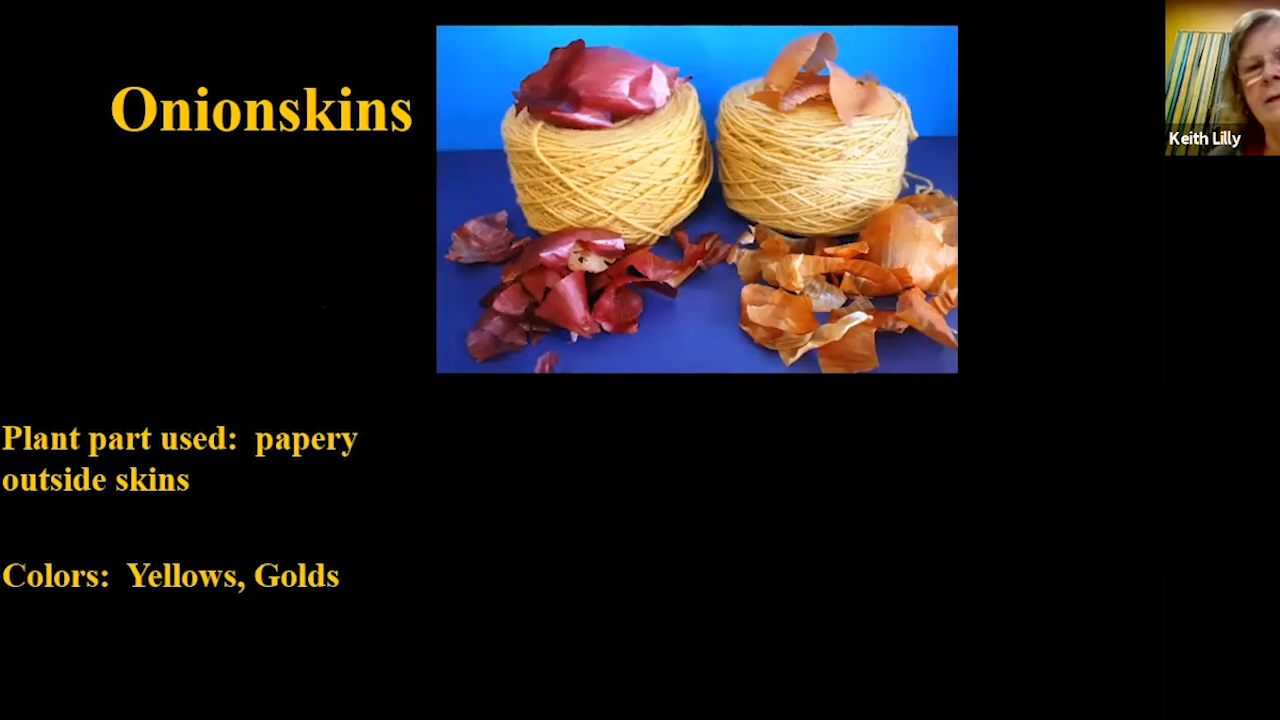 Onionskins
Keith Lilly
Plant part used:  papery
outside skins
Colors:  Yellows, Golds